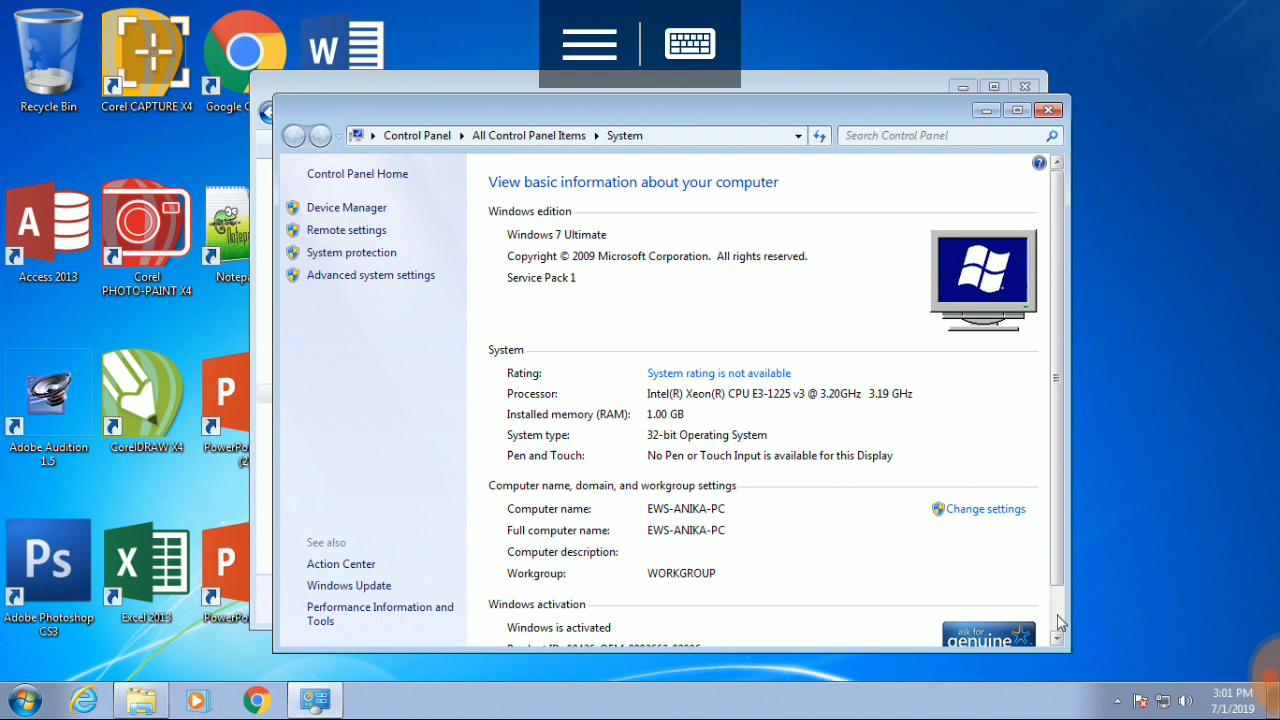 Recycle Bin
Corel CAPTURE X4
Google C
W
Control Panel
All Control Panel Items
System
Search Control Panel
Control Panel Home
Device Manager
Remote settings
System protection
Advanced system settings
View basic information about your computer
Windows edition
Windows 7 Ultimate
Copyright © 2009 Microsoft Corporation. All rights reserved.
Service Pack 1
System
Rating: System rating is not available
Processor: Intel(R) Xeon(R) CPU E3-1225 v3 @ 3.20GHz 3.19 GHz
Installed memory (RAM): 1.00 GB
System type: 32-bit Operating System
Pen and Touch: No Pen or Touch Input is available for this Display
Computer name, domain, and workgroup settings
Computer name: EWS-ANIKA-PC
Change settings
Full computer name: EWS-ANIKA-PC
Computer description:
Workgroup: WORKGROUP
Windows activation
Windows is activated
ask for
genuine
See also
Action Center
Windows Update
Performance Information and
Tools
A
Access 2013
Corel
PHOTO-PAINT X4
Notepa
Adobe Audition
1.5
CorelDRAW X4
P
PowerPo
(2
Ps
Adobe Photoshop
CS3
X
Excel 2013
P
PowerPo
3:01 PM
7/1/2019